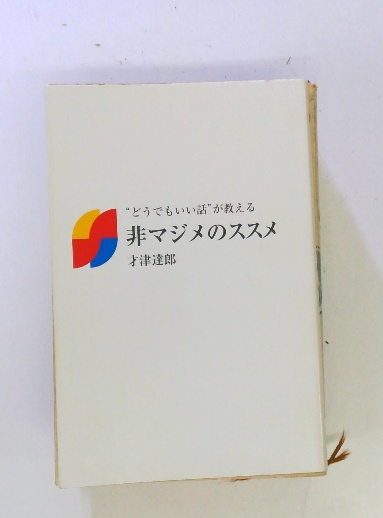 “どうでもいい話”が教える
非マジメのススメ
才津達郎